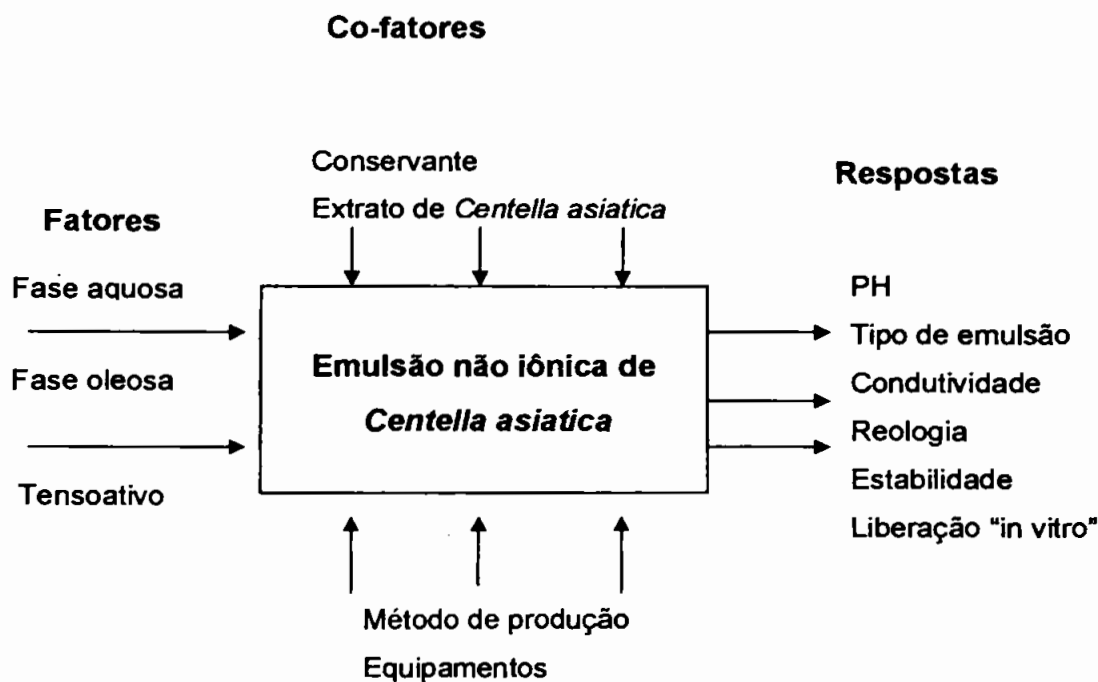 Co-fatores
Conservante
Extrato de Centella asiatica
Respostas
Fatores
Fase aquosa
Fase oleosa
Tensoativo
Emulsão não iônica de
Centella asiatica
PH
Tipo de emulsão
Condutividade
Reologia
Estabilidade
Liberação “in vitro”
Método de produção
Equipamentos